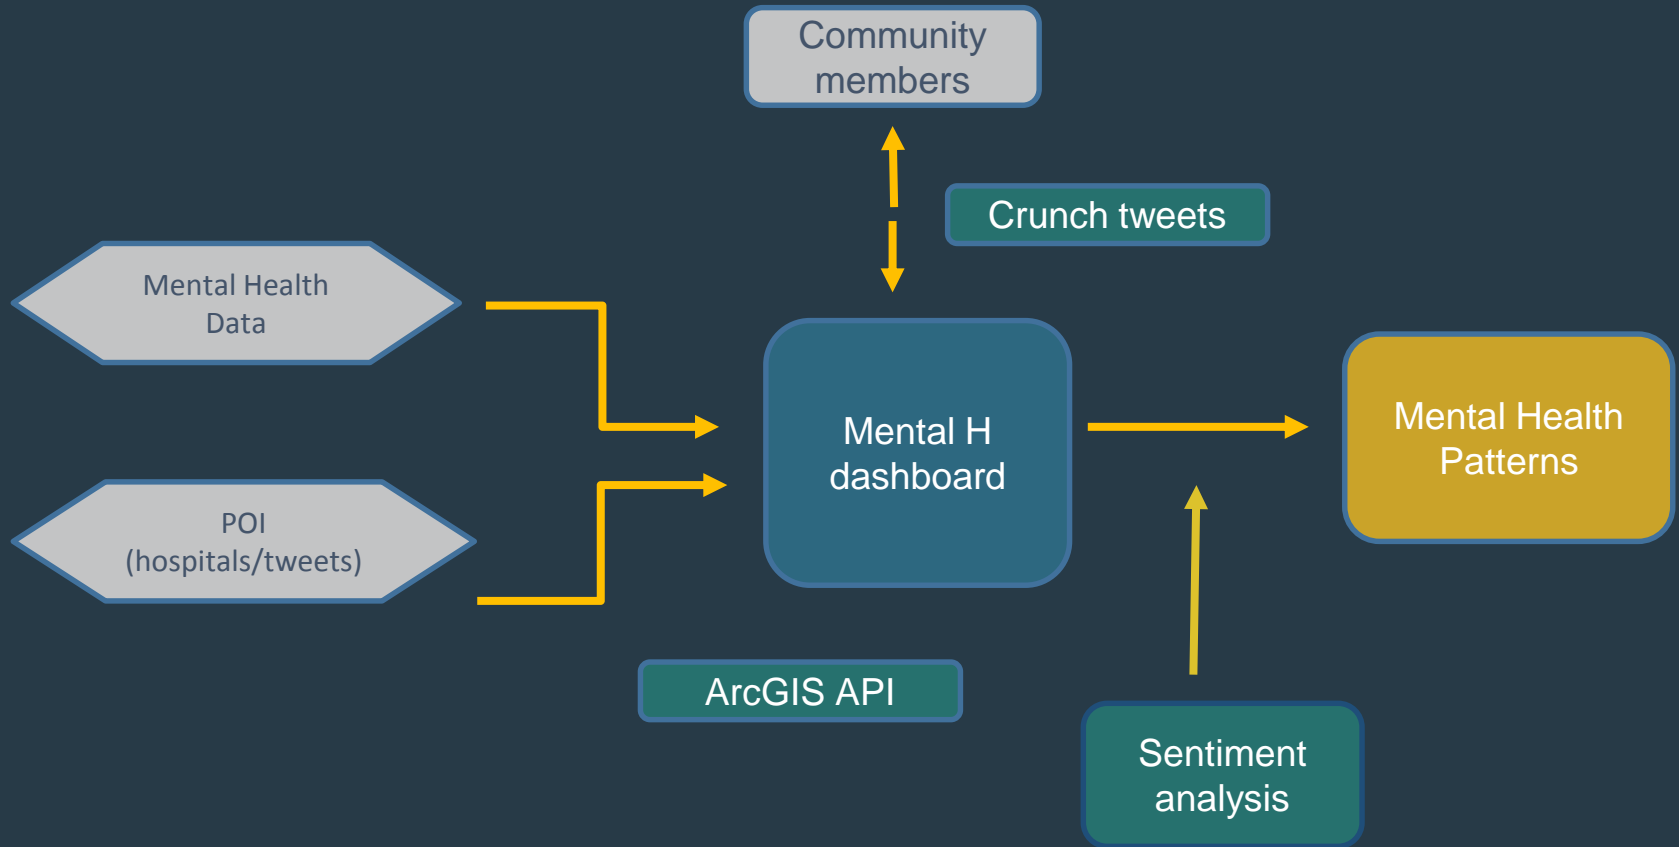 Community
members
Crunch tweets
Mental Health
Data
Mental H
dashboard
Mental Health
Patterns
POI
(hospitals/tweets)
ArcGIS API
Sentiment
analysis